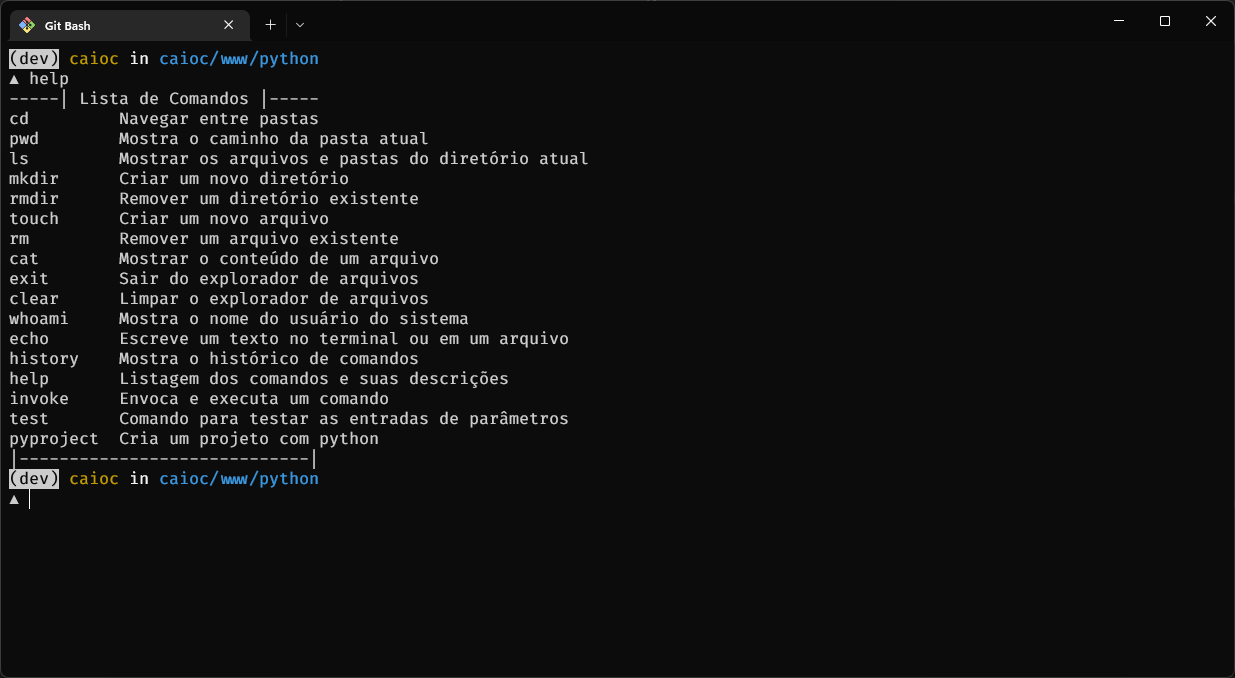 Git Bash
(dev) caioc in caioc/www/python
▲ help
-----| Lista de Comandos |-----
cd         Navegar entre pastas
pwd        Mostra o caminho da pasta atual
ls         Mostrar os arquivos e pastas do diretório atual
mkdir      Criar um novo diretório
rmdir      Remover um diretório existente
touch      Criar um novo arquivo
rm         Remover um arquivo existente
cat        Mostrar o conteúdo de um arquivo
exit       Sair do explorador de arquivos
clear      Limpar o explorador de arquivos
whoami     Mostra o nome do usuário do sistema
echo       Escreve um texto no terminal ou em um arquivo
history    Mostra o histórico de comandos
help       Listagem dos comandos e suas descrições
invoke     Envoca e executa um comando
test       Comando para testar as entradas de parâmetros
pyproject  Cria um projeto com python
|-----------------------------|
(dev) caioc in caioc/www/python
▲